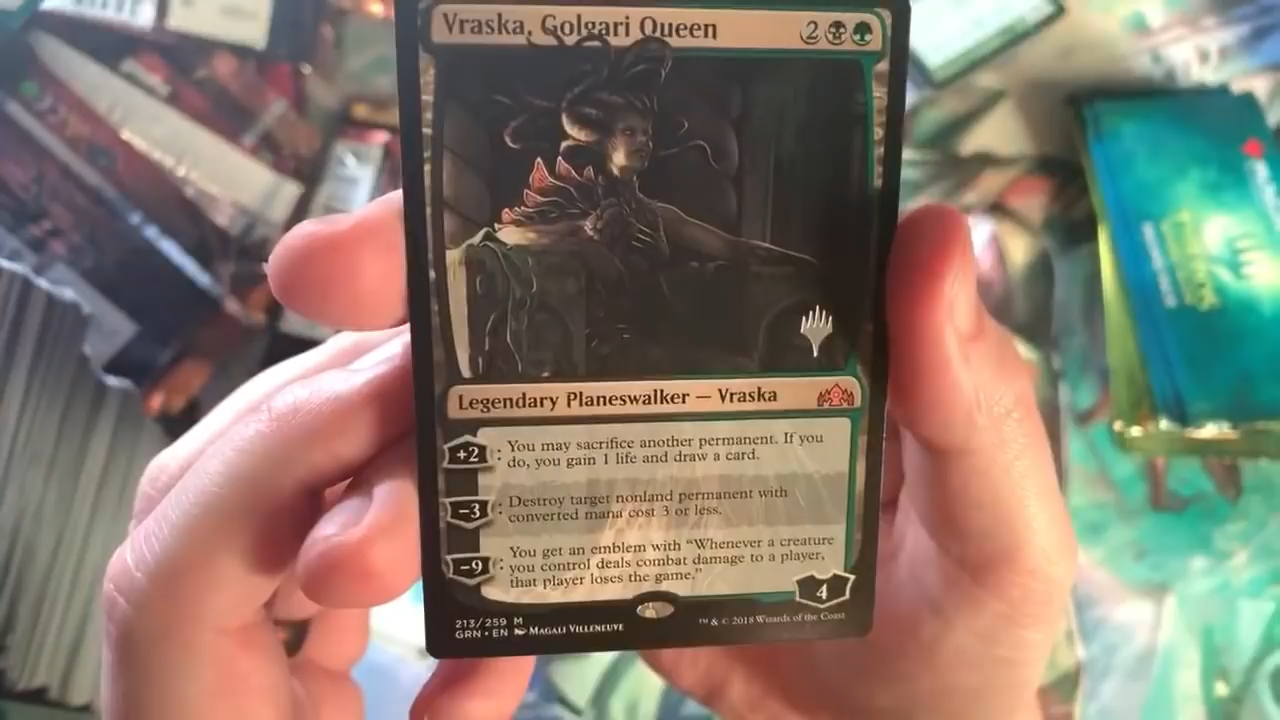 Vraska, Golgari Queen
2
Legendary Planeswalker — Vraska
+2 : You may sacrifice another permanent. If you
do, you gain 1 life and draw a card.
−3 : Destroy target nonland permanent with
converted mana cost 3 or less.
−9 : You get an emblem with “Whenever a creature
you control deals combat damage to a player,
that player loses the game.”
4
213/259 M
GRN • EN Magali Villeneuve
™ & © 2018 Wizards of the Coast